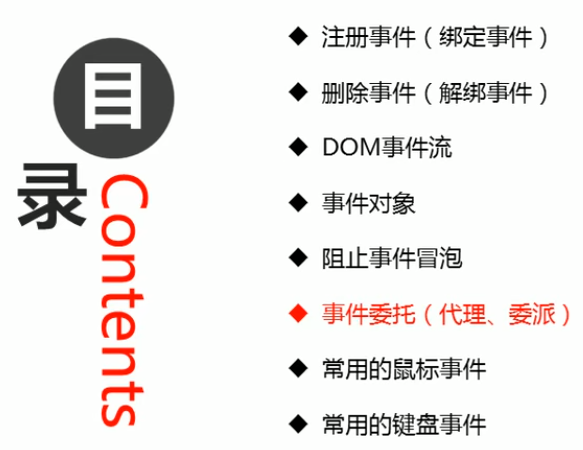 目
录
Contents
◆ 注册事件（绑定事件）
◆ 删除事件（解绑事件）
◆ DOM事件流
◆ 事件对象
◆ 阻止事件冒泡
◆ 事件委托（代理、委派）
◆ 常用的鼠标事件
◆ 常用的键盘事件